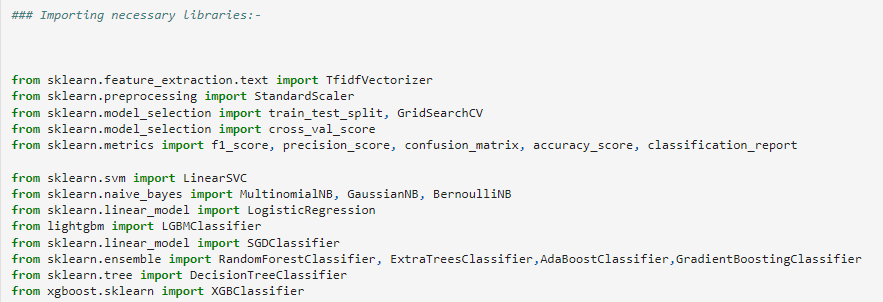 ### Importing necessary libraries:-
from sklearn.feature_extraction.text import TfidfVectorizer
from sklearn.preprocessing import StandardScaler
from sklearn.model_selection import train_test_split, GridSearchCV
from sklearn.model_selection import cross_val_score
from sklearn.metrics import f1_score, precision_score, confusion_matrix, accuracy_score, classification_report
from sklearn.svm import LinearSVC
from sklearn.naive_bayes import MultinomialNB, GaussianNB, BernoulliNB
from sklearn.linear_model import LogisticRegression
from lightgbm import LGBMClassifier
from sklearn.linear_model import SGDClassifier
from sklearn.ensemble import RandomForestClassifier, ExtraTreesClassifier,AdaBoostClassifier,GradientBoostingClassifier
from sklearn.tree import DecisionTreeClassifier
from xgboost.sklearn import XGBClassifier